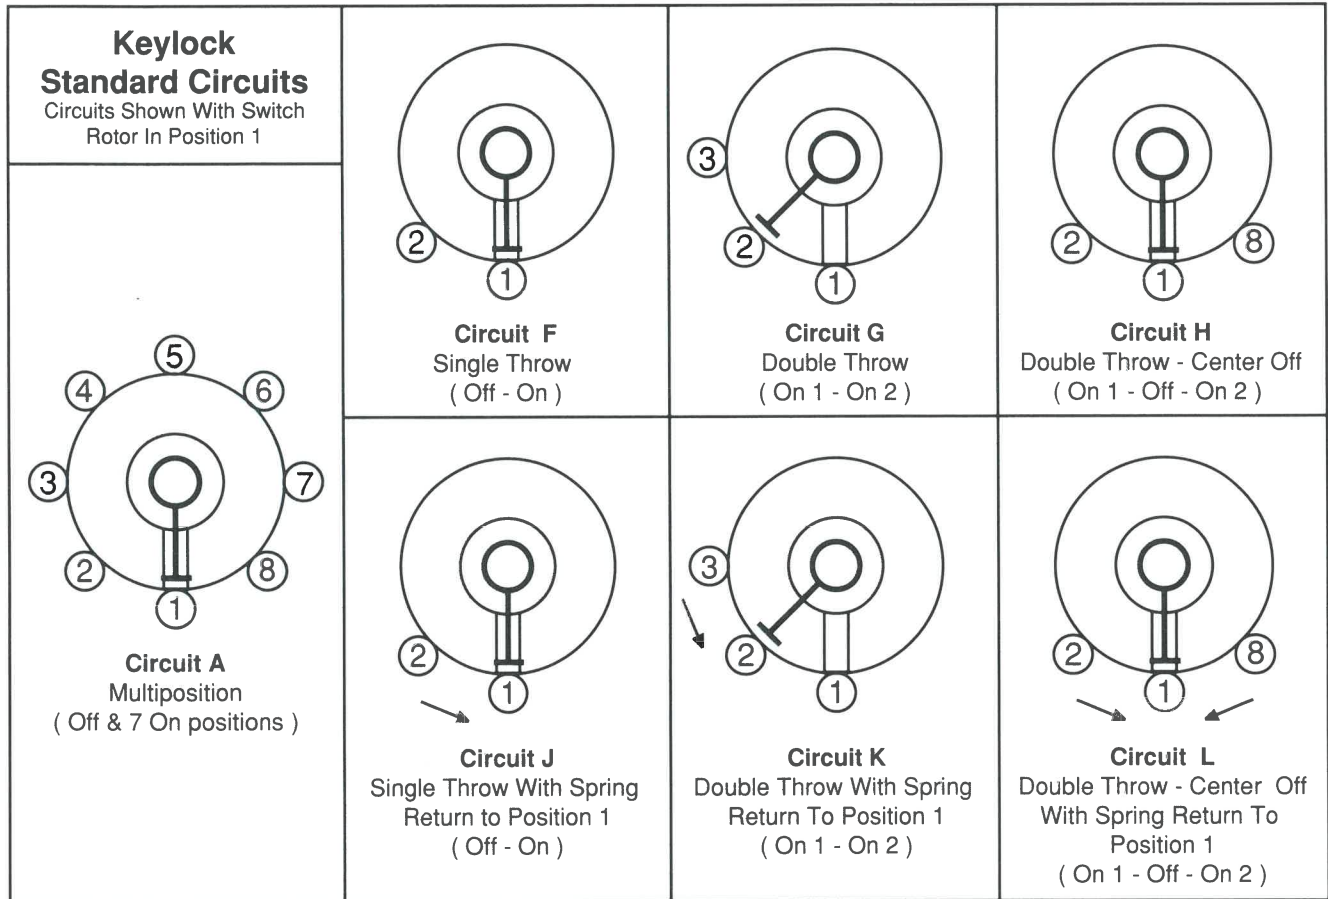 Keylock
Standard Circuits
Circuits Shown With Switch
Rotor In Position 1
5
4
6
3
7
2
8
1
Circuit A
Multiposition
( Off & 7 On positions )
2
1
Circuit F
Single Throw
( Off - On )
3
2
1
Circuit G
Double Throw
( On 1 - On 2 )
2
8
1
Circuit H
Double Throw - Center Off
( On 1 - Off - On 2 )
2
1
Circuit J
Single Throw With Spring
Return to Position 1
( Off - On )
3
2
1
Circuit K
Double Throw With Spring
Return To Position 1
( On 1 - On 2 )
2
8
1
Circuit L
Double Throw - Center Off
With Spring Return To
Position 1
( On 1 - Off - On 2 )